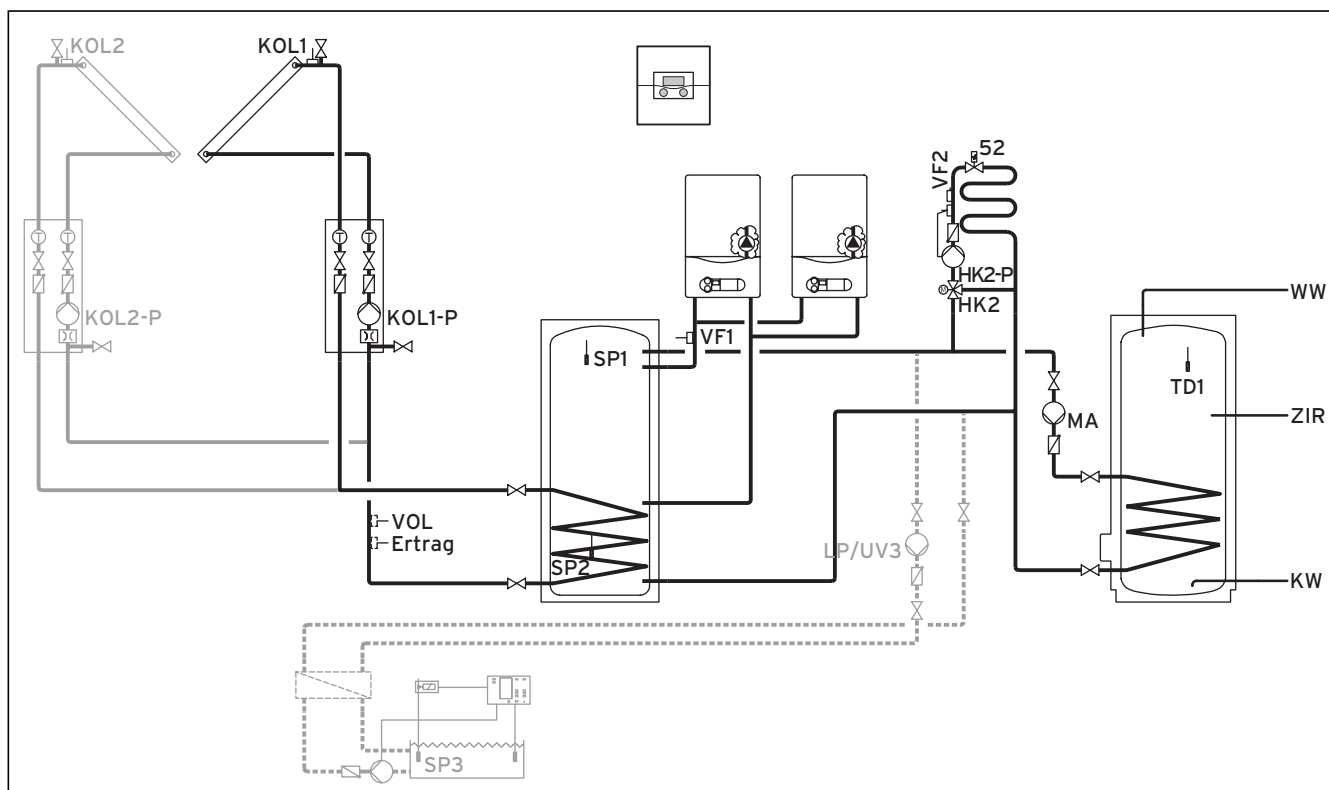 KOL2
KOL1
52
VF2
KOL2-P
KOL1-P
HK2-P
HK2
M
WW
VF1
SP1
TD1
ZIR
MA
VOL
Ertrag
SP2
LP/UV3
KW
SP3
T
T
T
T